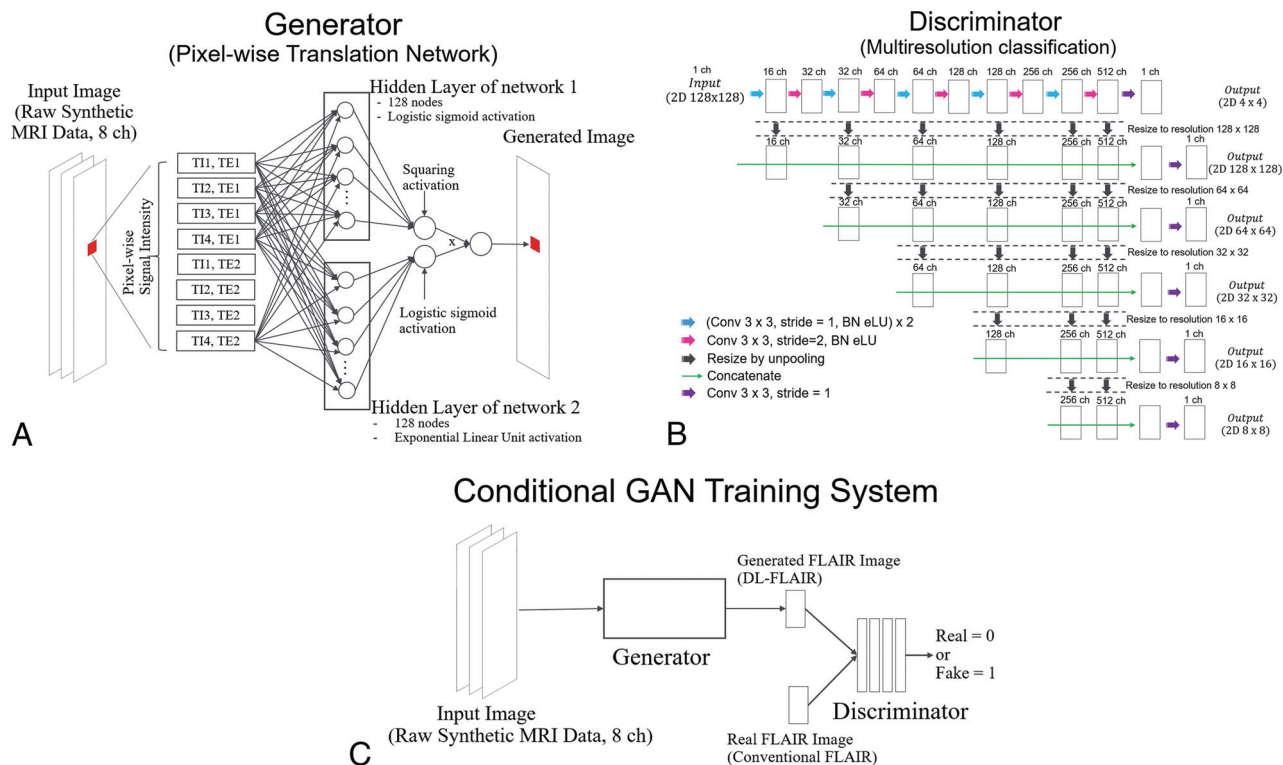 Generator
(Pixel-wise Translation Network)
Input Image
(Raw Synthetic
MRI Data, 8 ch)
Pixel-wise
Signal Intensity
TI1, TE1
TI2, TE1
TI3, TE1
TI4, TE1
TI1, TE2
TI2, TE2
TI3, TE2
TI4, TE2
Hidden Layer of network 1
- 128 nodes
- Logistic sigmoid activation
Squaring
activation
x
Logistic sigmoid
activation
Generated Image
Hidden Layer of network 2
- 128 nodes
- Exponential Linear Unit activation
A
Discriminator
(Multiresolution classification)
1 ch
Input
(2D 128x128)
16 ch 32 ch 32 ch 64 ch 64 ch 128 ch 128 ch 256 ch 256 ch 512 ch 1 ch
Output
(2D 4 x 4)
Resize to resolution 128 x 128
16 ch 32 ch 64 ch 128 ch 256 ch 512 ch 1 ch
Output
(2D 128 x 128)
Resize to resolution 64 x 64
32 ch 64 ch 128 ch 256 ch 512 ch 1 ch
Output
(2D 64 x 64)
Resize to resolution 32 x 32
64 ch 128 ch 256 ch 512 ch 1 ch
Output
(2D 32 x 32)
Resize to resolution 16 x 16
128 ch 256 ch 512 ch 1 ch
Output
(2D 16 x 16)
Resize to resolution 8 x 8
256 ch 512 ch 1 ch
Output
(2D 8 x 8)
(Conv 3 x 3, stride = 1, BN eLU) x 2
Conv 3 x 3, stride=2, BN eLU
Resize by unpooling
Concatenate
Conv 3 x 3, stride = 1
B
Conditional GAN Training System
Input Image
(Raw Synthetic MRI Data, 8 ch)
Generator
Generated FLAIR Image
(DL-FLAIR)
Real FLAIR Image
(Conventional FLAIR)
Discriminator
Real = 0
or
Fake = 1
C